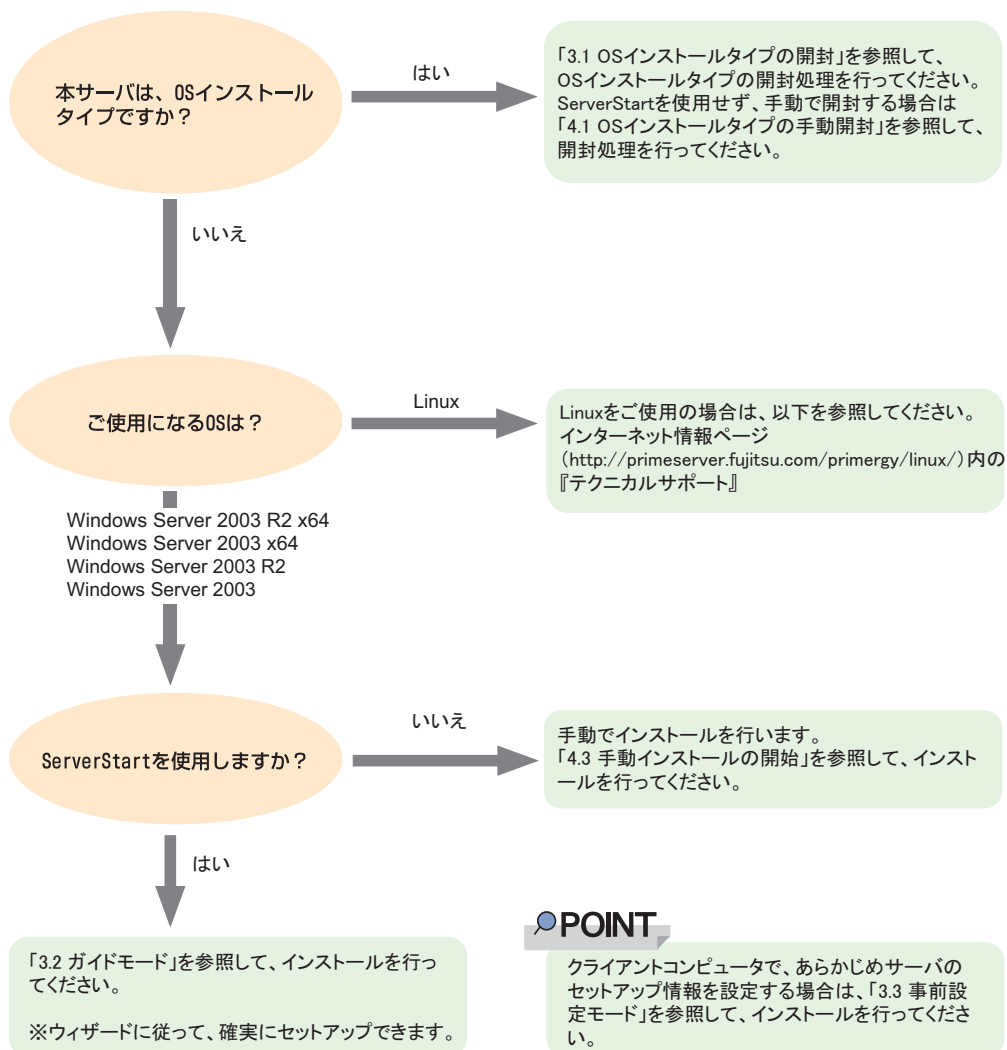 本サーバは、OSインストール
タイプですか？
はい
「3.1 OSインストールタイプの開封」を参照して、
OSインストールタイプの開封処理を行ってください。
ServerStartを使用せず、手動で開封する場合は
「4.1 OSインストールタイプの手動開封」を参照して、
開封処理を行ってください。
いいえ
ご使用になるOSは？
Linux
Linuxをご使用の場合は、以下を参照してください。
インターネット情報ページ
（http://primeserver.fujitsu.com/primergy/linux/）内の
『テクニカルサポート』
Windows Server 2003 R2 x64
Windows Server 2003 x64
Windows Server 2003 R2
Windows Server 2003
ServerStartを使用しますか？
いいえ
手動でインストールを行います。
「4.3 手動インストールの開始」を参照して、インスト
ールを行ってください。
はい
「3.2 ガイドモード」を参照して、インストールを行っ
てください。
※ウィザードに従って、確実にセットアップできます。
POINT
クライアントコンピュータで、あらかじめサーバの
セットアップ情報を設定する場合は、「3.3 事前設
定モード」を参照して、インストールを行ってくださ
い。